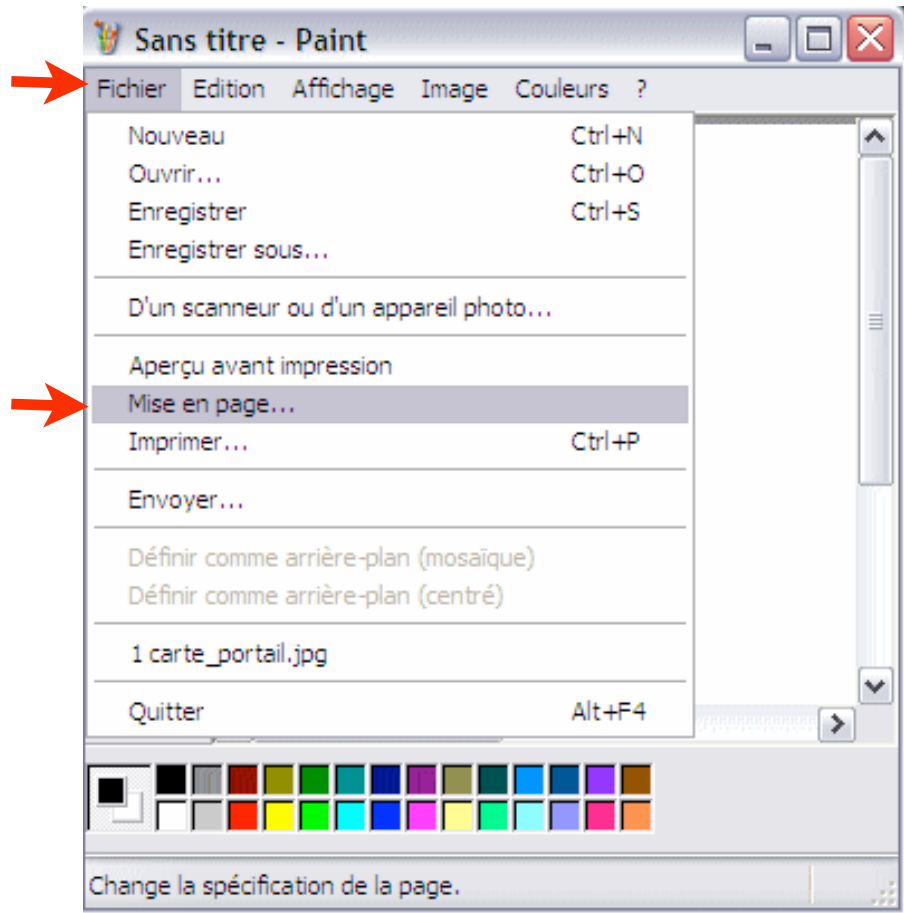 Sans titre - Paint
Fichier Edition Affichage Image Couleurs ?
Nouveau Ctrl+N
Ouvrir... Ctrl+O
Enregistrer Ctrl+S
Enregistrer sous...
D'un scanneur ou d'un appareil photo...
Aperçu avant impression
Mise en page...
Imprimer... Ctrl+P
Envoyer...
Définir comme arrière-plan (mosaïque)
Définir comme arrière-plan (centré)
1 carte_portail.jpg
Quitter Alt+F4
Change la spécification de la page.